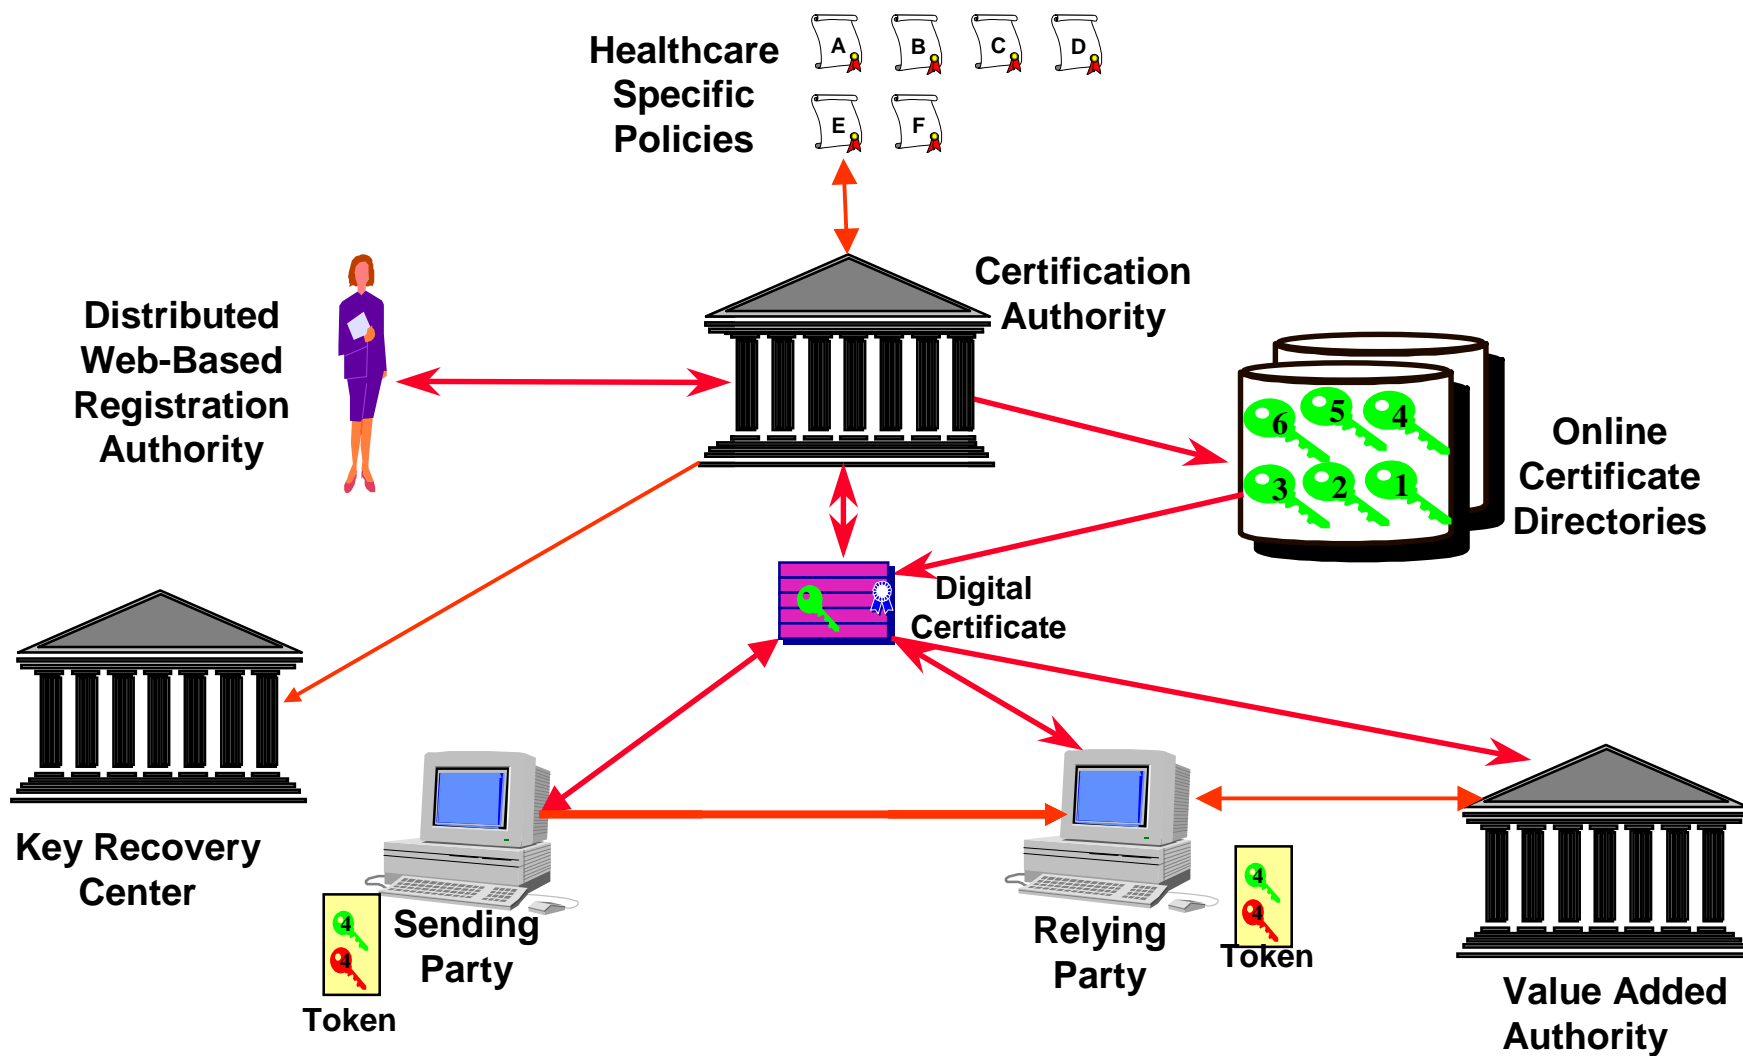 Healthcare
Specific
Policies
A B C D
E F
Certification
Authority
Distributed
Web-Based
Registration
Authority
6 5 4
3 2 1
Online
Certificate
Directories
Digital
Certificate
Key Recovery
Center
4
4
Token
Sending
Party
Relying
Party
4
4
Token
Value Added
Authority